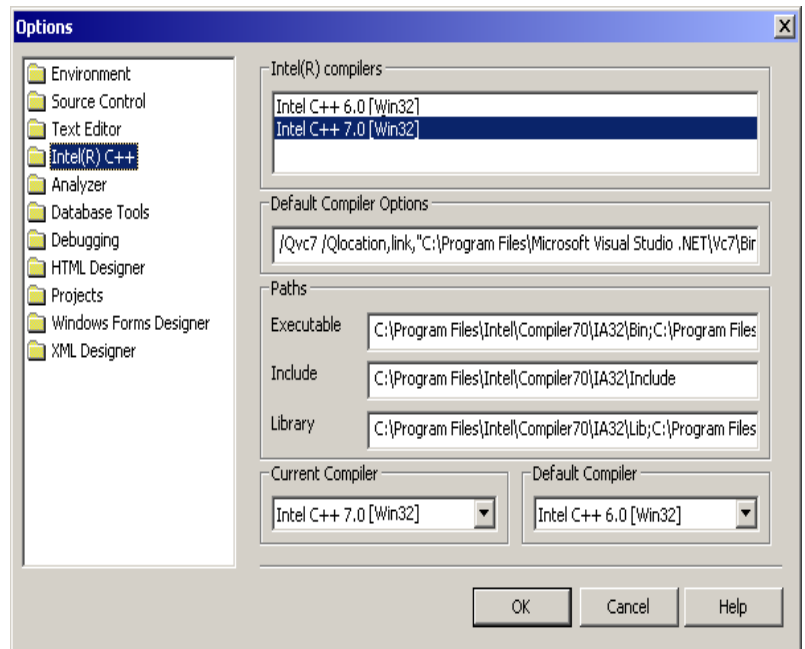 Options
Environment
Source Control
Text Editor
Intel(R) C++
Analyzer
Database Tools
Debugging
HTML Designer
Projects
Windows Forms Designer
XML Designer
Intel(R) compilers
Intel C++ 6.0 [Win32]
Intel C++ 7.0 [Win32]
Default Compiler Options
/Qvc7 /Qlocation,link,"C:\Program Files\Microsoft Visual Studio .NET\Vc7\Bin
Paths
Executable C:\Program Files\Intel\Compiler70\IA32\Bin;C:\Program Files
Include C:\Program Files\Intel\Compiler70\IA32\Include
Library C:\Program Files\Intel\Compiler70\IA32\Lib;C:\Program Files
Current Compiler
Intel C++ 7.0 [Win32]
Default Compiler
Intel C++ 6.0 [Win32]
OK Cancel Help